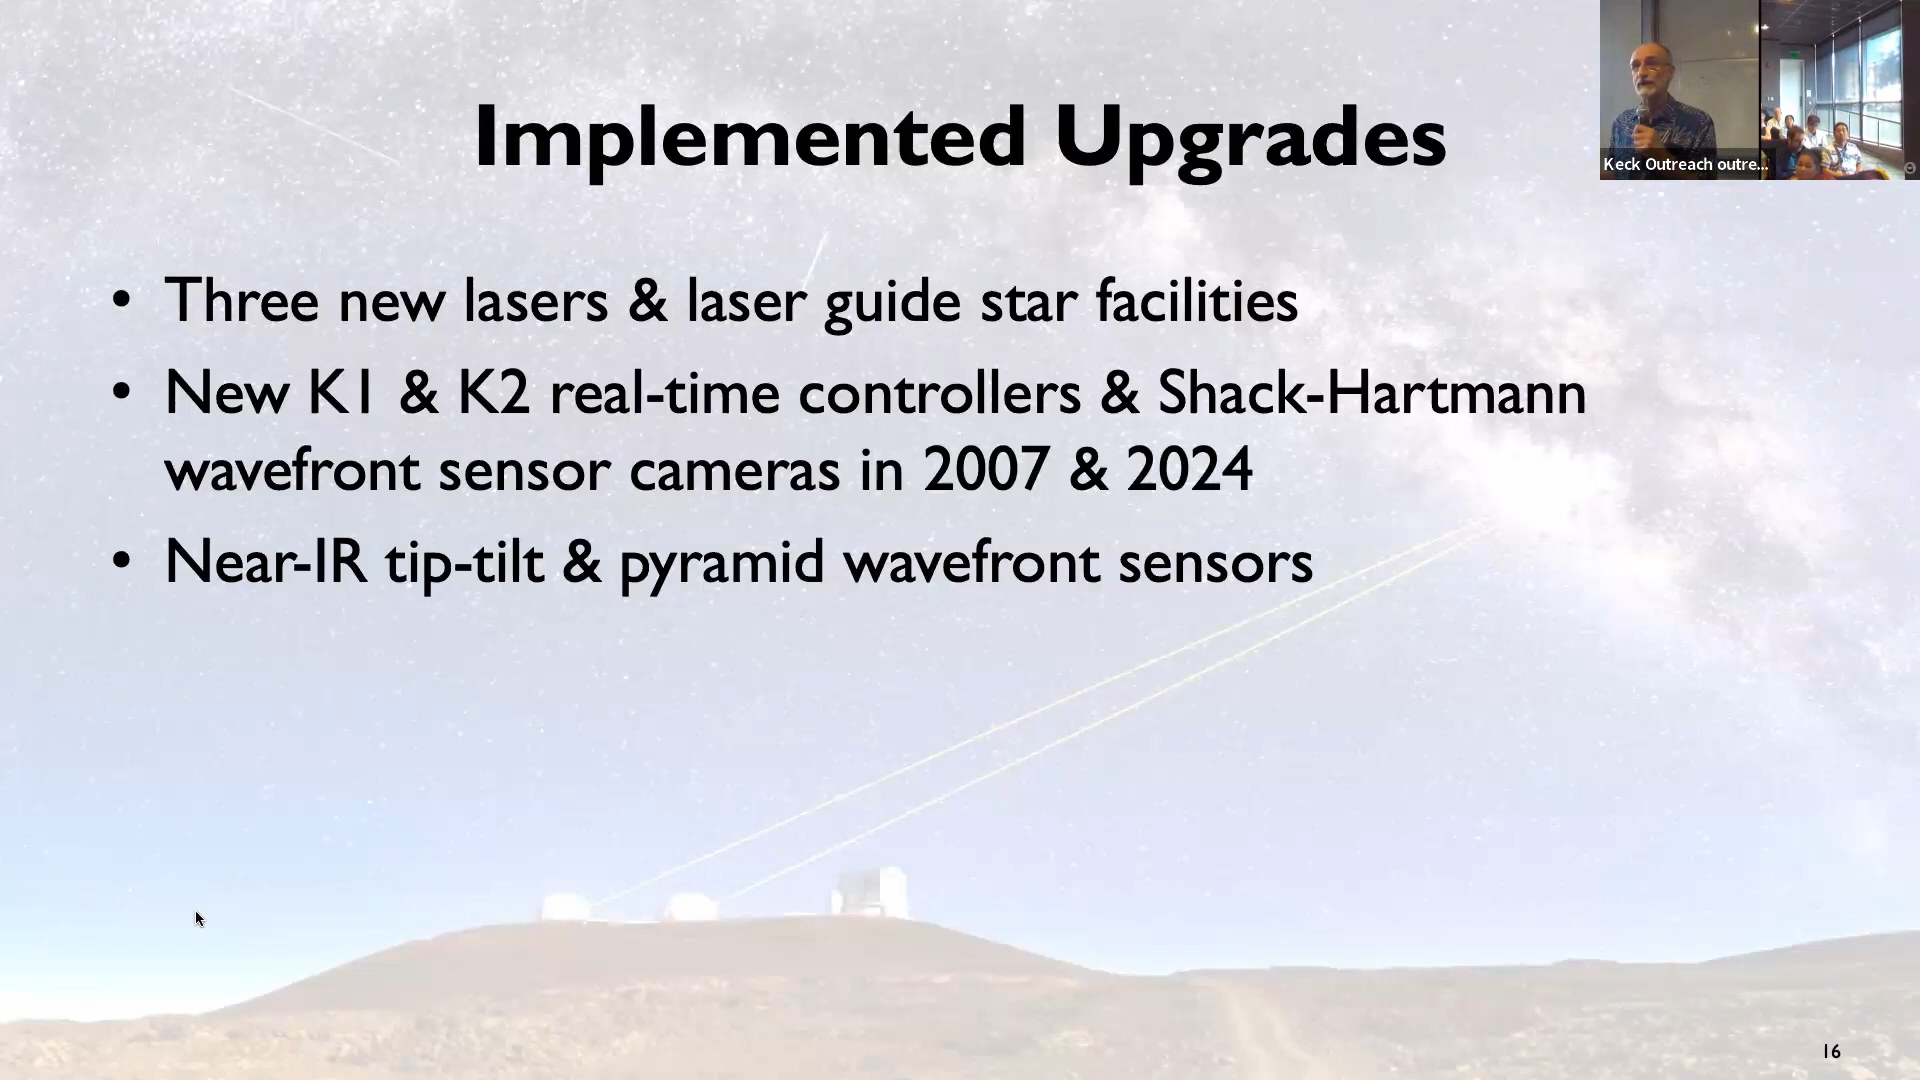 Implemented Upgrades
Keck Outreach outre...
• Three new lasers & laser guide star facilities
• New K1 & K2 real-time controllers & Shack-Hartmann
wavefront sensor cameras in 2007 & 2024
• Near-IR tip-tilt & pyramid wavefront sensors
16